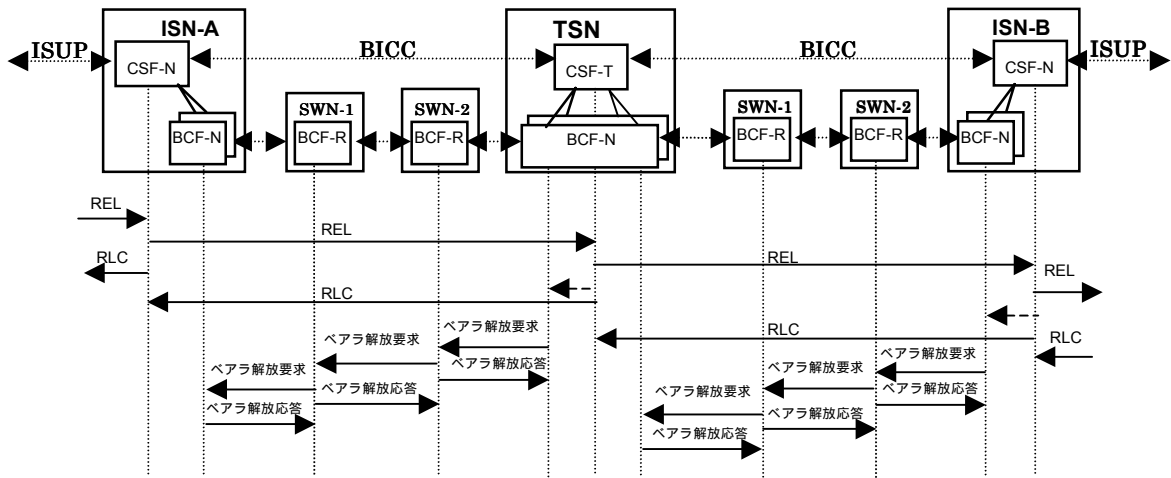 ISN-A
TSN
ISN-B
ISUP
BICC
BICC
ISUP
CSF-N
CSF-T
CSF-N
SWN-1
SWN-2
SWN-1
SWN-2
BCF-N
BCF-R
BCF-R
BCF-N
BCF-R
BCF-R
BCF-N
REL
REL
RLC
REL
REL
RLC
RLC
RLC
ベアラ解放要求
ベアラ解放要求
ベアラ解放要求
ベアラ解放応答
ベアラ解放応答
ベアラ解放応答
ベアラ解放要求
ベアラ解放要求
ベアラ解放要求
ベアラ解放応答
ベアラ解放応答
ベアラ解放応答